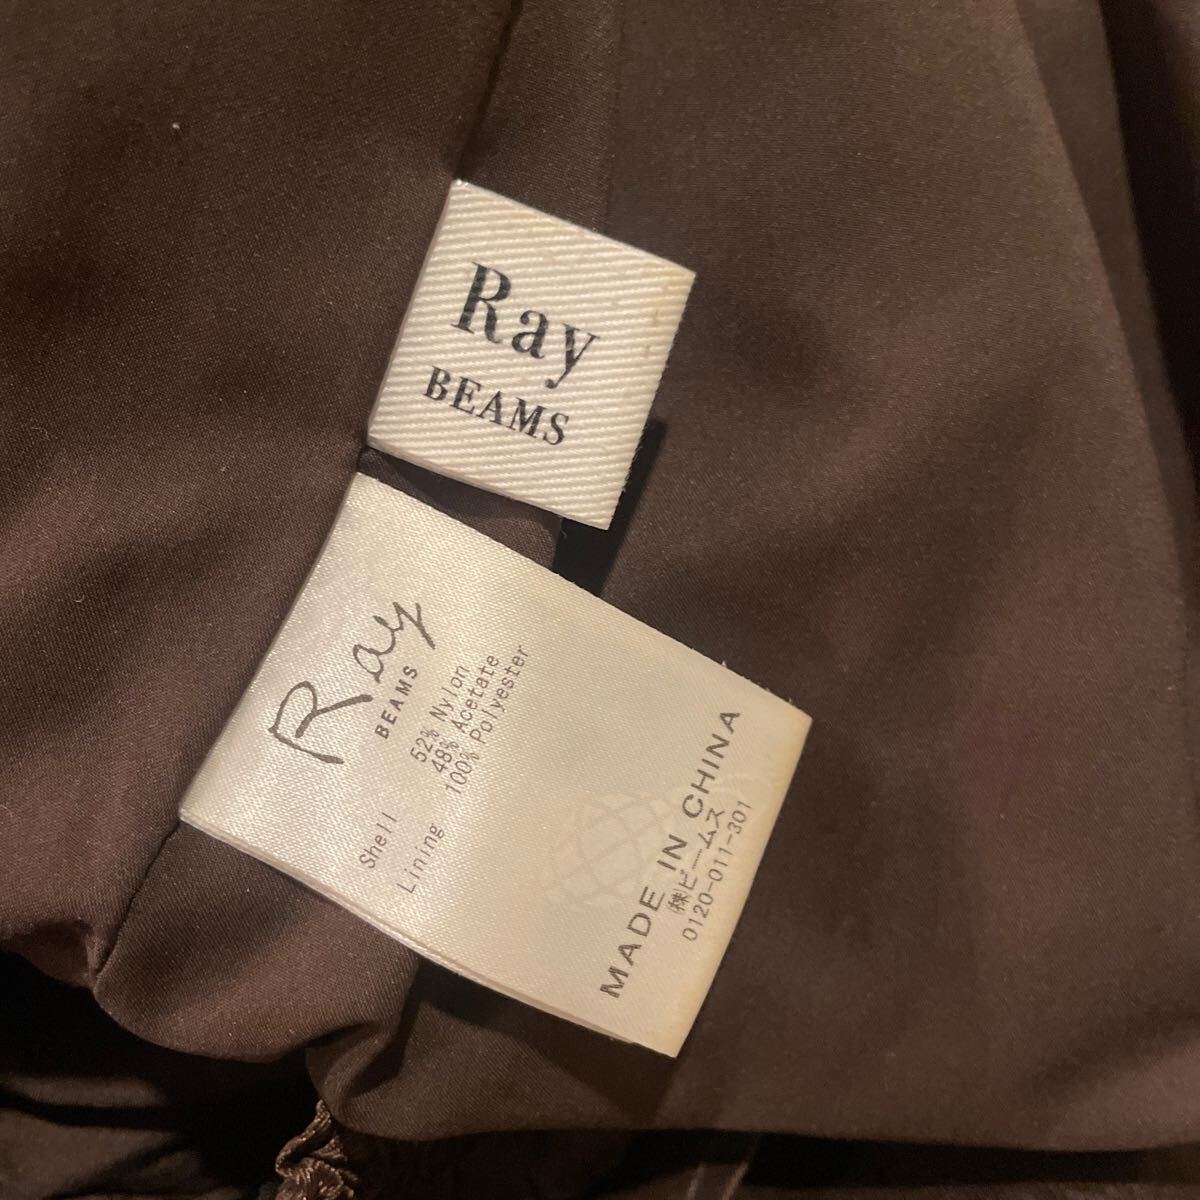 Ray
BEAMS
Ray
BEAMS
Shell 52% Nylon
48% Acetate
Lining 100% Polyester
MADE IN CHINA
㈱ビームス
0120-011-301